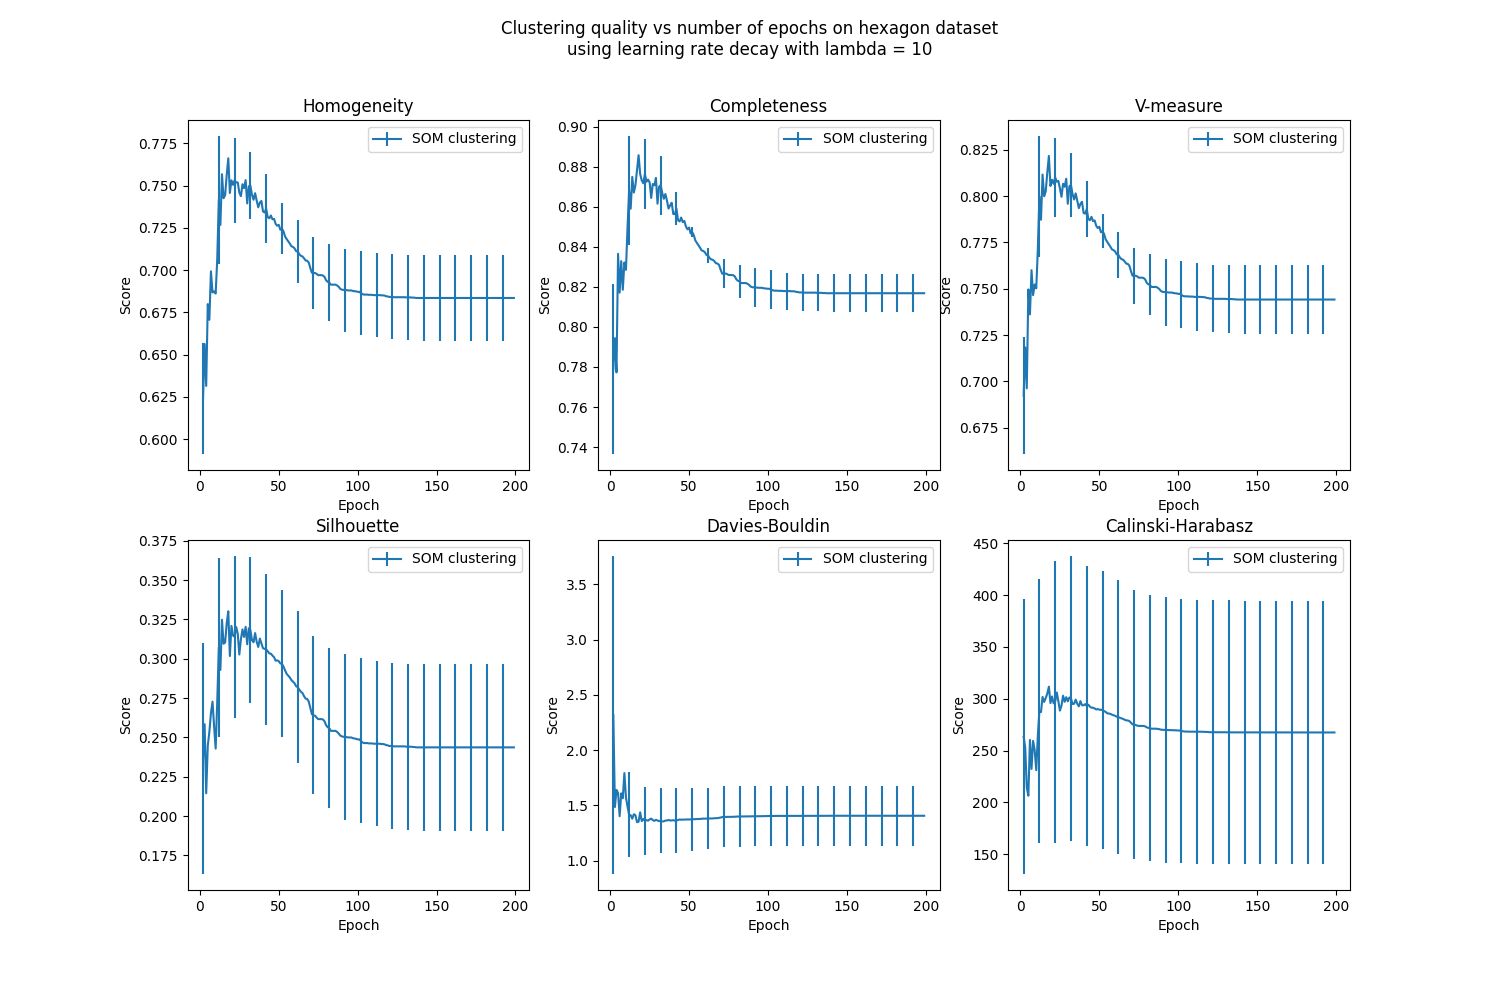 Clustering quality vs number of epochs on hexagon dataset
using learning rate decay with lambda = 10
Homogeneity
SOM clustering
0.775
0.750
0.725
0.700
0.675
0.650
0.625
0.600
Score
0 50 100 150 200
Epoch
Completeness
SOM clustering
0.90
0.88
0.86
0.84
0.82
0.80
0.78
0.76
0.74
Score
0 50 100 150 200
Epoch
V-measure
SOM clustering
0.825
0.800
0.775
0.750
0.725
0.700
0.675
Score
0 50 100 150 200
Epoch
Silhouette
SOM clustering
0.375
0.350
0.325
0.300
0.275
0.250
0.225
0.200
0.175
Score
0 50 100 150 200
Epoch
Davies-Bouldin
SOM clustering
3.5
3.0
2.5
2.0
1.5
1.0
Score
0 50 100 150 200
Epoch
Calinski-Harabasz
SOM clustering
450
400
350
300
250
200
150
Score
0 50 100 150 200
Epoch